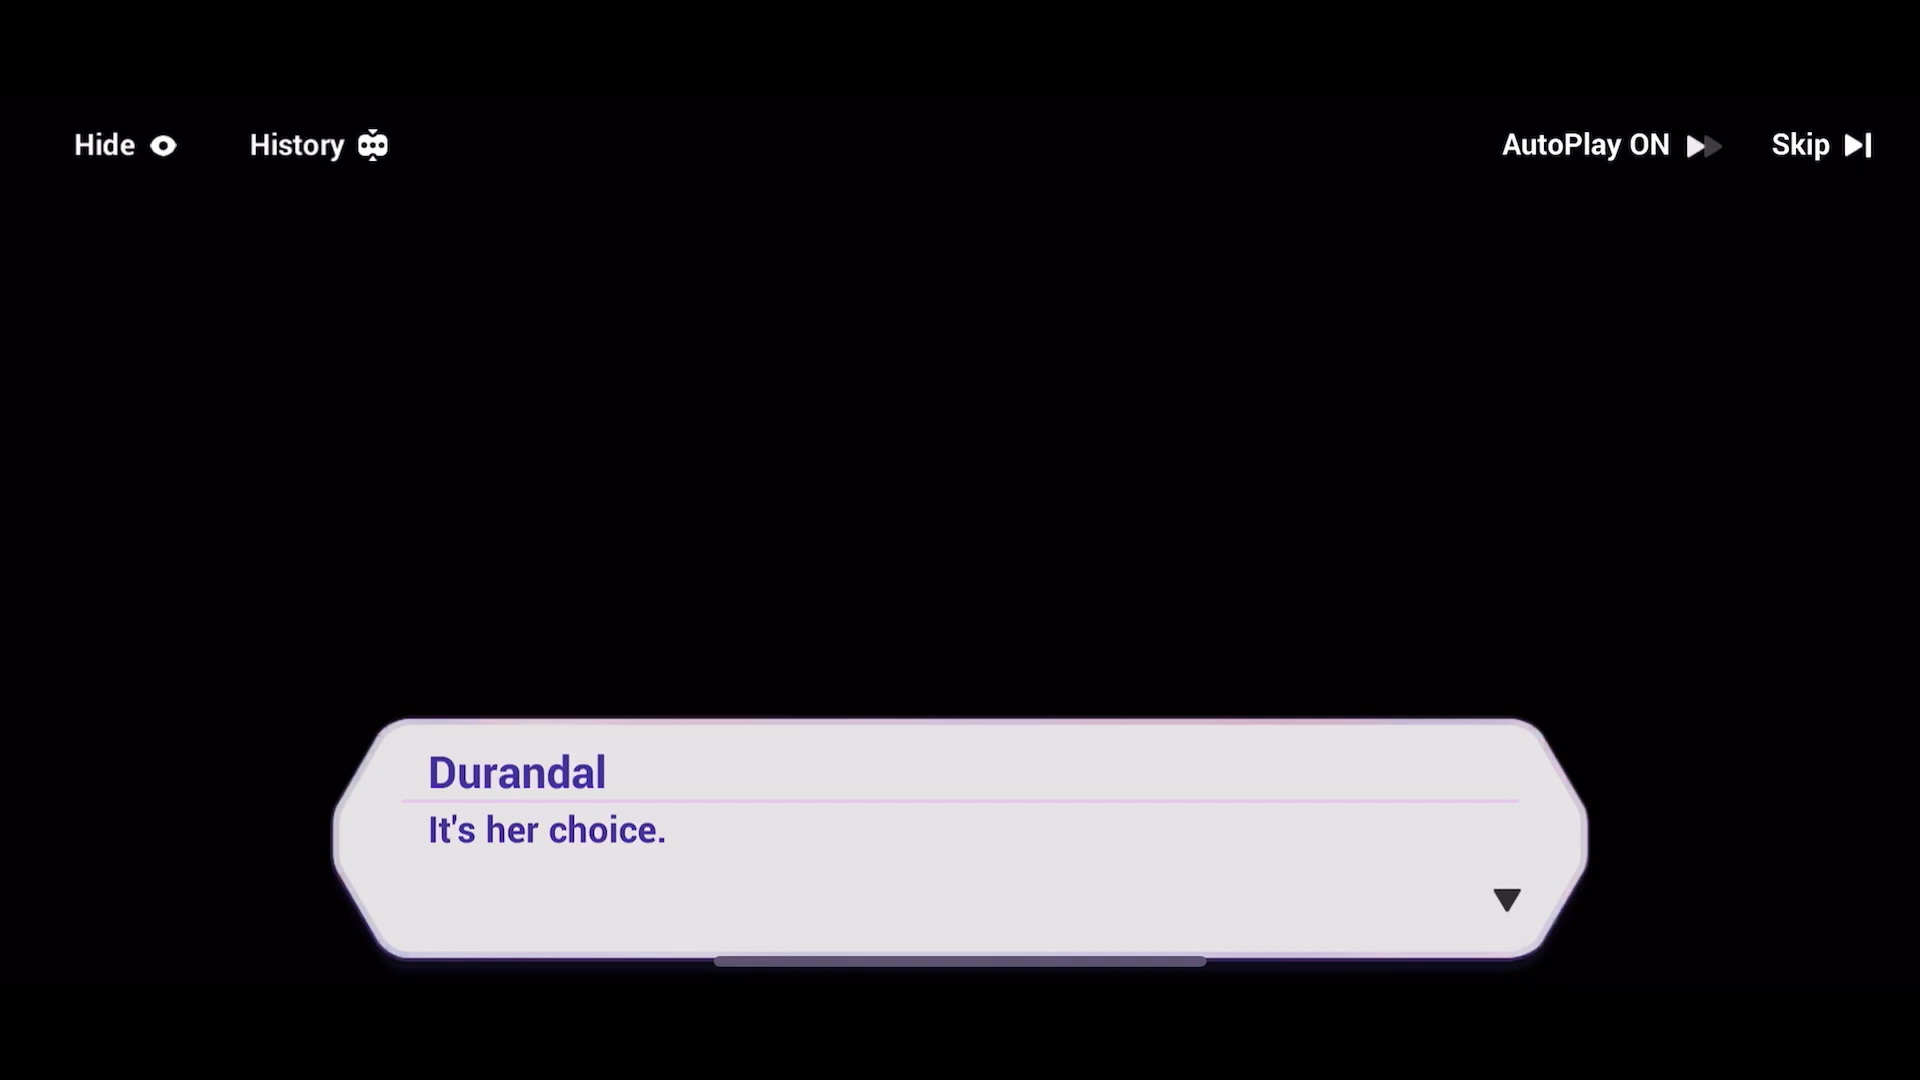 Hide
History
AutoPlay ON
Skip
Durandal
It's her choice.